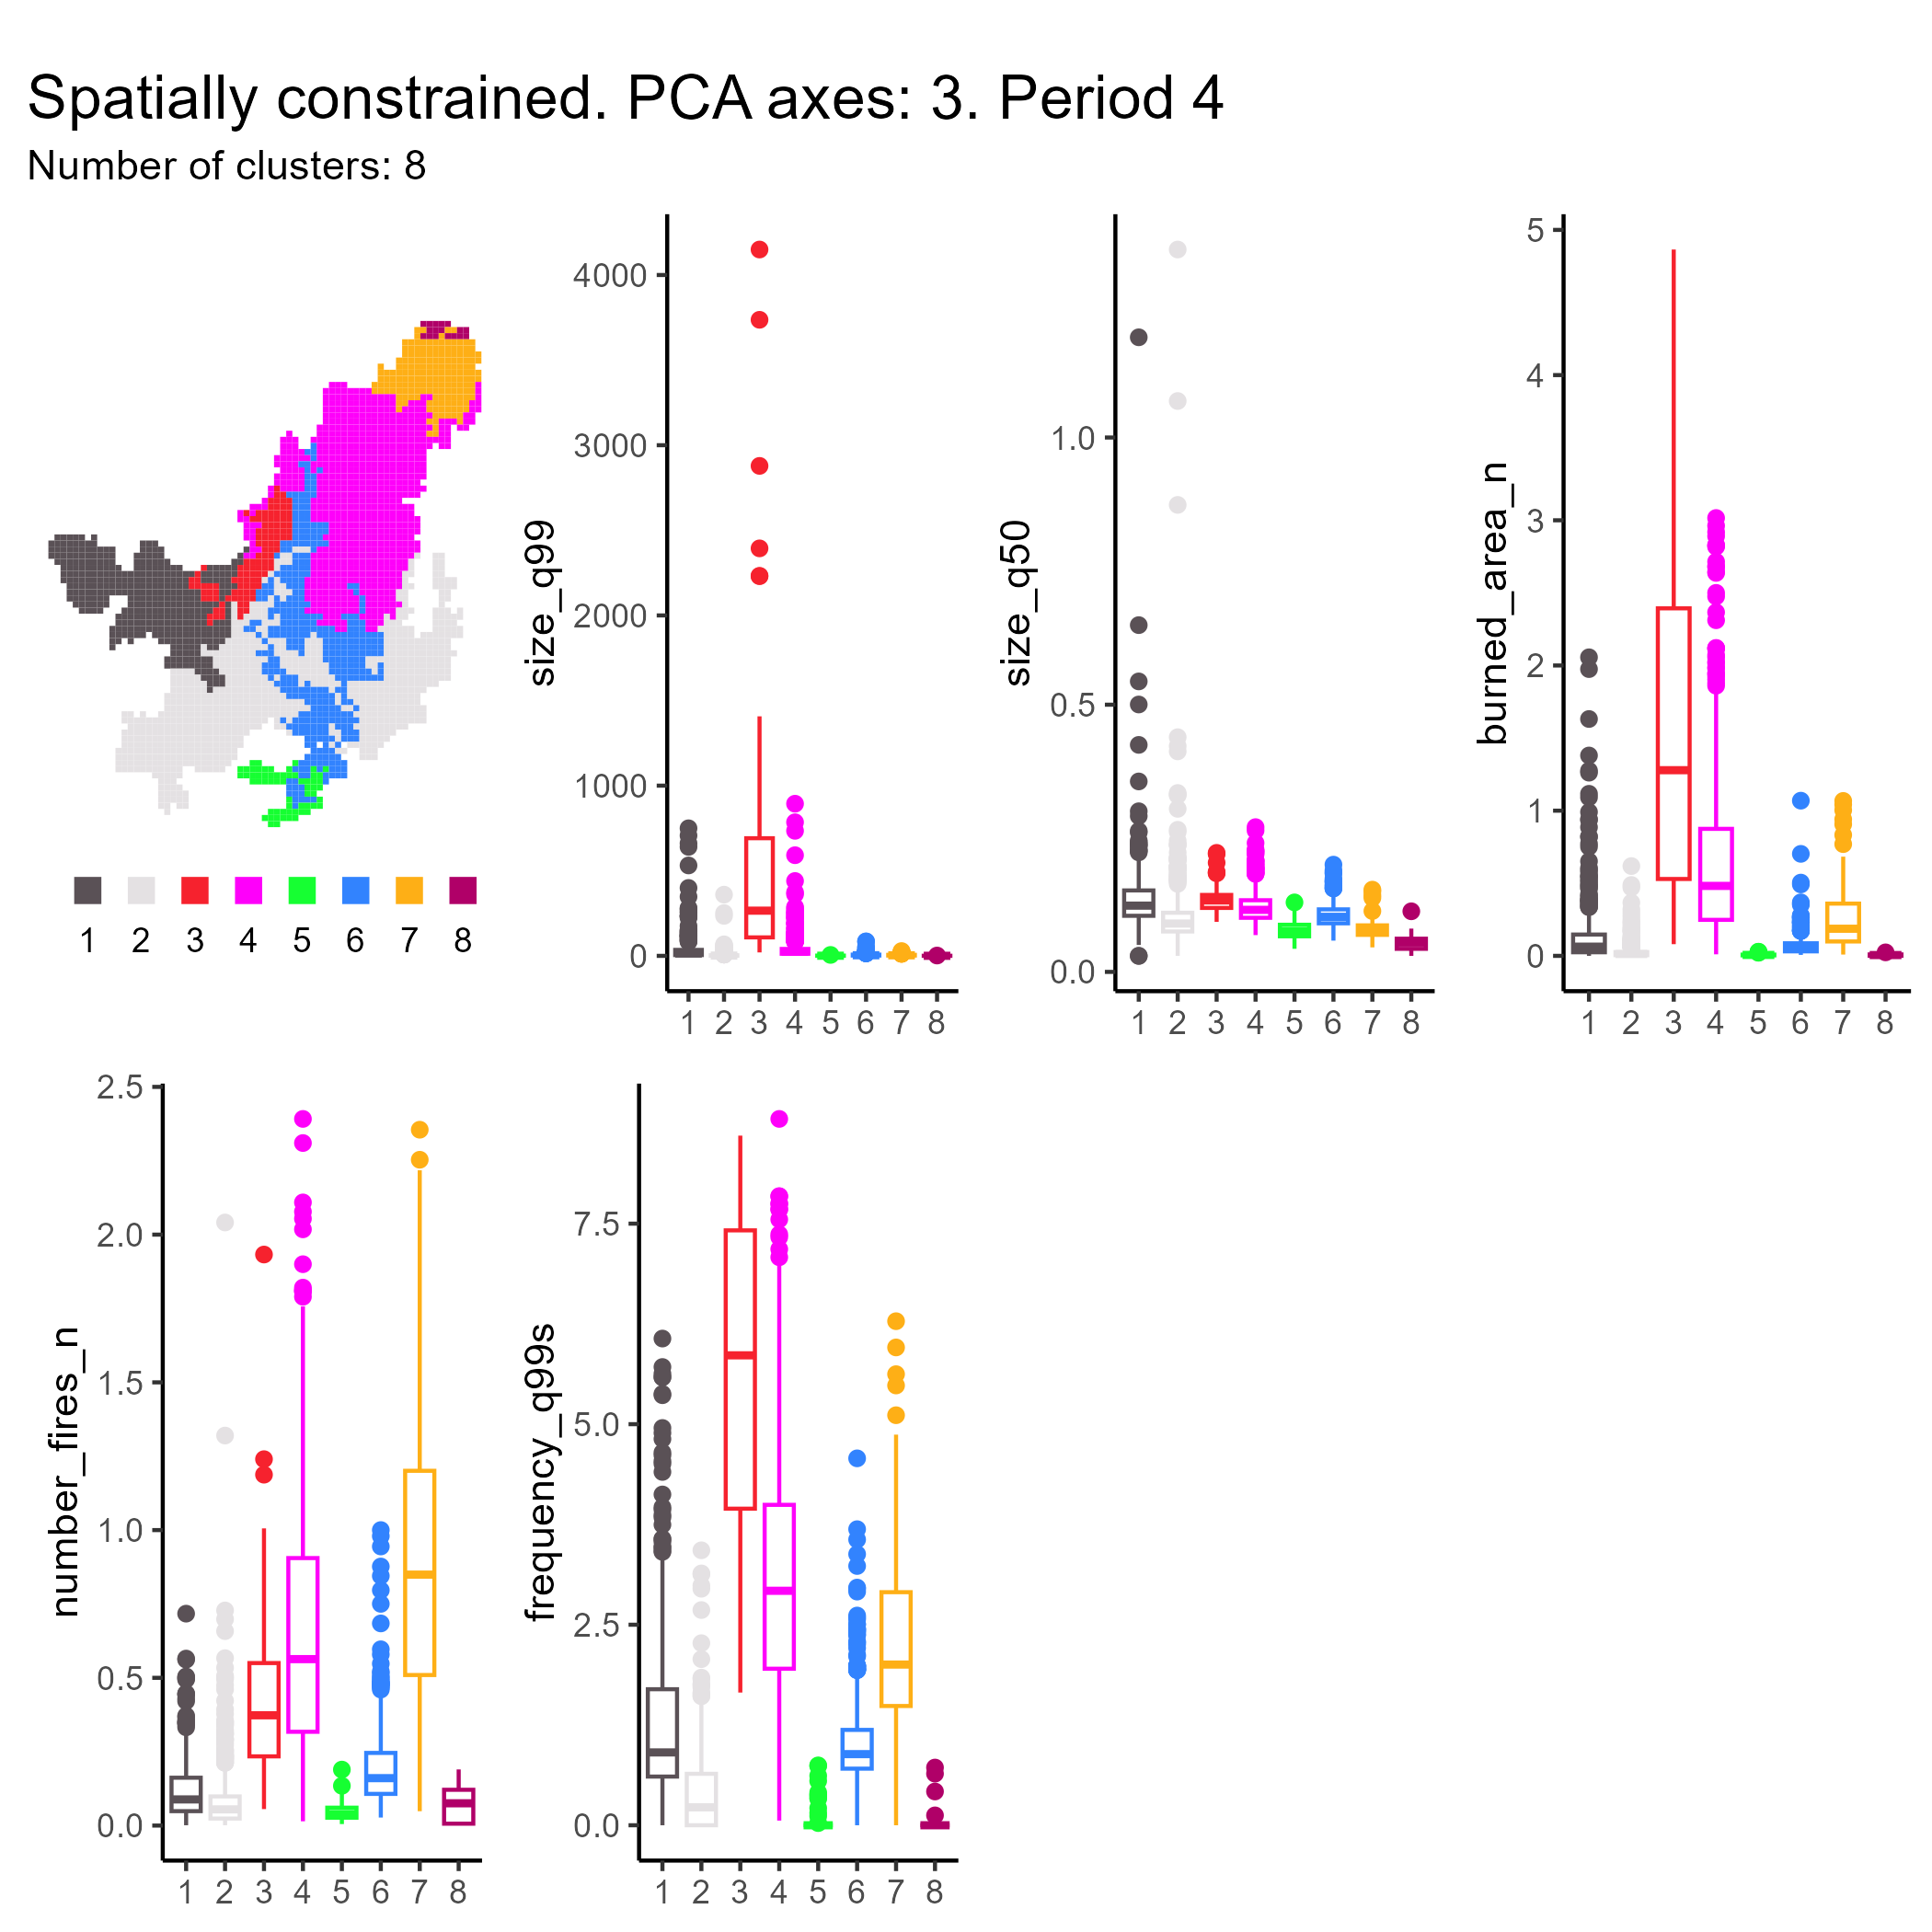 Spatially constrained. PCA axes: 3. Period 4
Number of clusters: 8
1 2 3 4 5 6 7 8
size_q99
4000
3000
2000
1000
0
1 2 3 4 5 6 7 8
size_q50
1.0
0.5
0.0
1 2 3 4 5 6 7 8
burned_area_n
5
4
3
2
1
0
1 2 3 4 5 6 7 8
number_fires_n
2.5
2.0
1.5
1.0
0.5
0.0
1 2 3 4 5 6 7 8
frequency_q99s
7.5
5.0
2.5
0.0
1 2 3 4 5 6 7 8